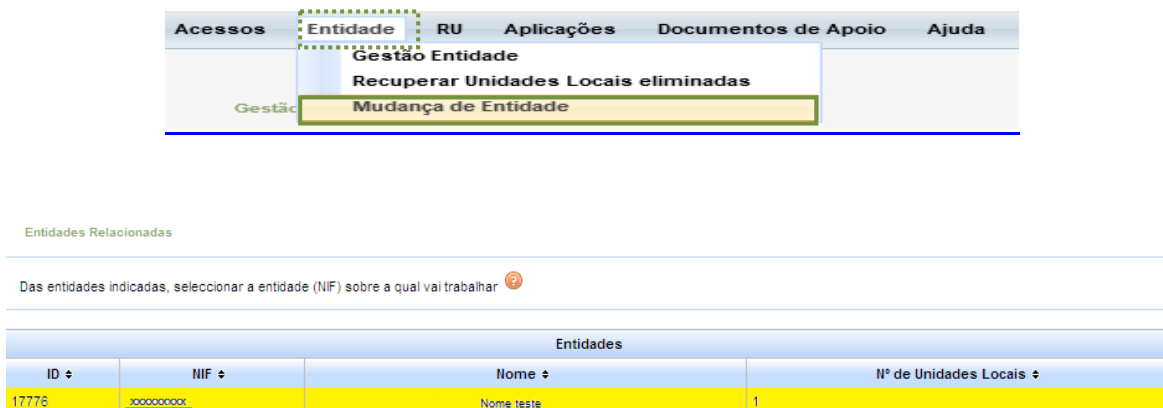 Acessos Entidade RU Aplicações Documentos de Apoio Ajuda
Gestão Entidade
Recuperar Unidades Locais eliminadas
Gestão Mudança de Entidade
Entidades Relacionadas
Das entidades indicadas, seleccionar a entidade (NIF) sobre a qual vai trabalhar ?
Entidades
ID NIF Nome Nº de Unidades Locais
17776 xxxxxxxxx Nome teste 1